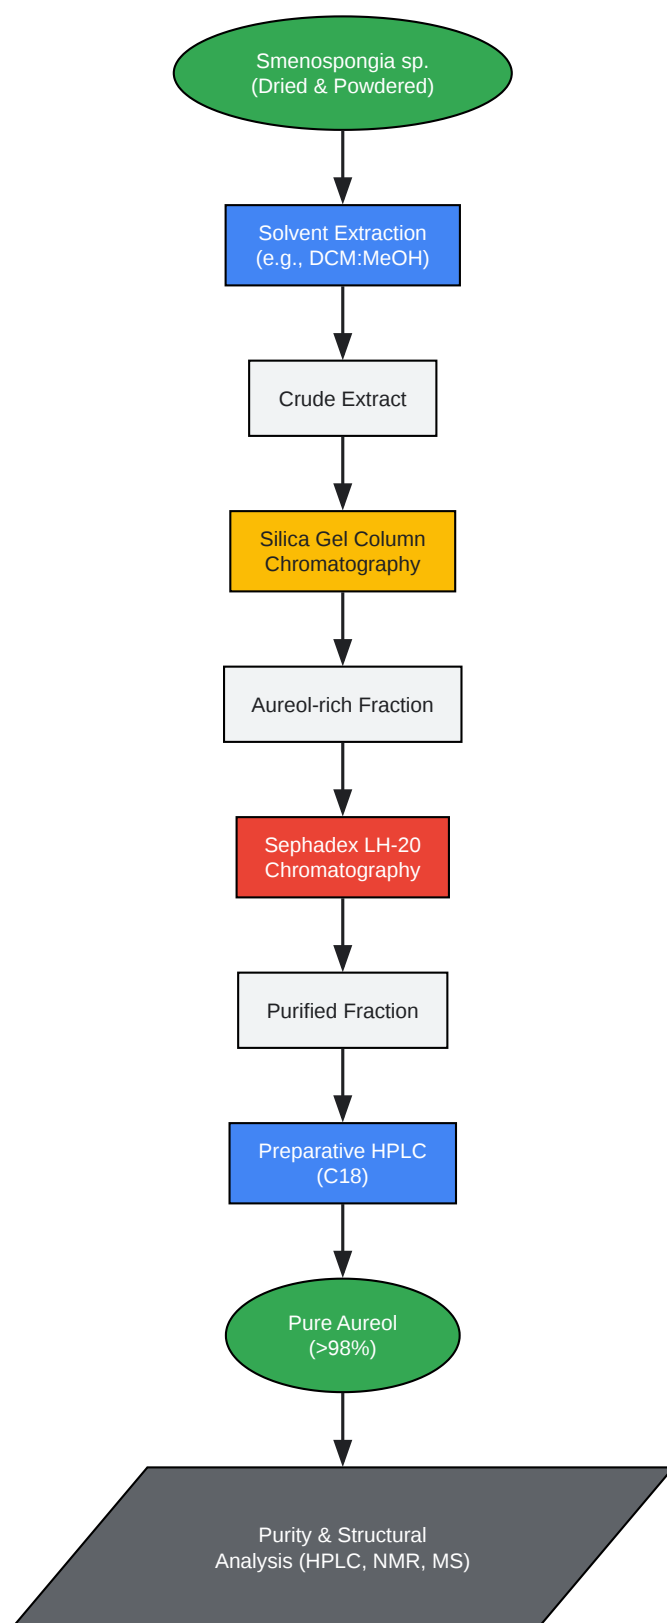 Smenospongia sp.
(Dried & Powdered)
Solvent Extraction
(e.g., DCM:MeOH)
Crude Extract
Silica Gel Column
Chromatography
Aureol-rich Fraction
Sephadex LH-20
Chromatography
Purified Fraction
Preparative HPLC
(C18)
Pure Aureol
(>98%)
Purity & Structural
Analysis (HPLC, NMR, MS)